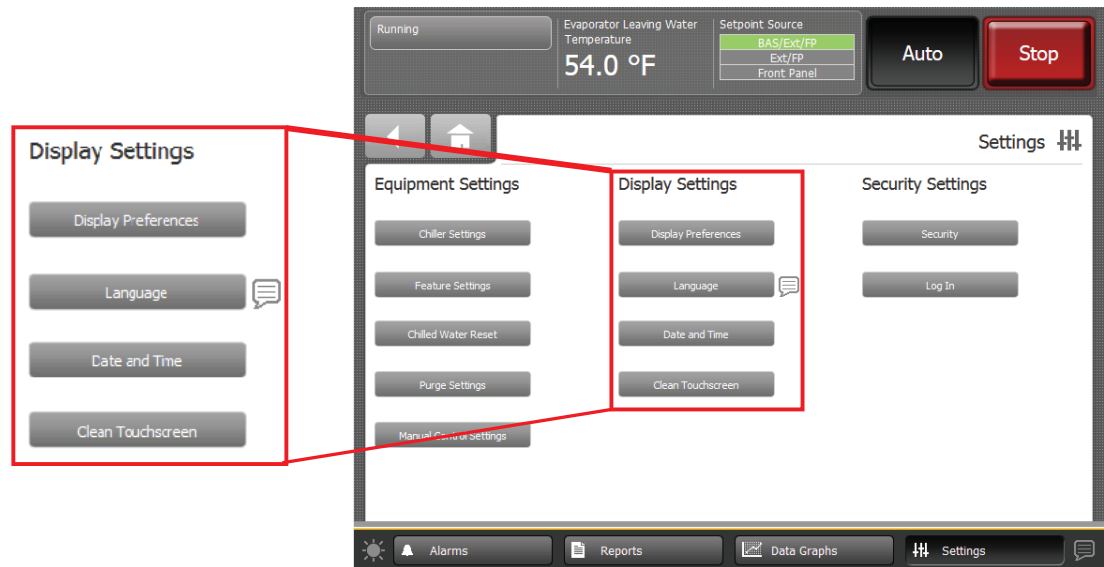 Display Settings
Display Preferences
Language
Date and Time
Clean Touchscreen
Running
Evaporator Leaving Water
Temperature
54.0 °F
Setpoint Source
BAS/Ext/FP
Ext/FP
Front Panel
Auto
Stop
Settings
Equipment Settings
Chiller Settings
Feature Settings
Chilled Water Reset
Purge Settings
Manual Control Settings
Display Settings
Display Preferences
Language
Date and Time
Clean Touchscreen
Security Settings
Security
Log In
Alarms
Reports
Data Graphs
Settings